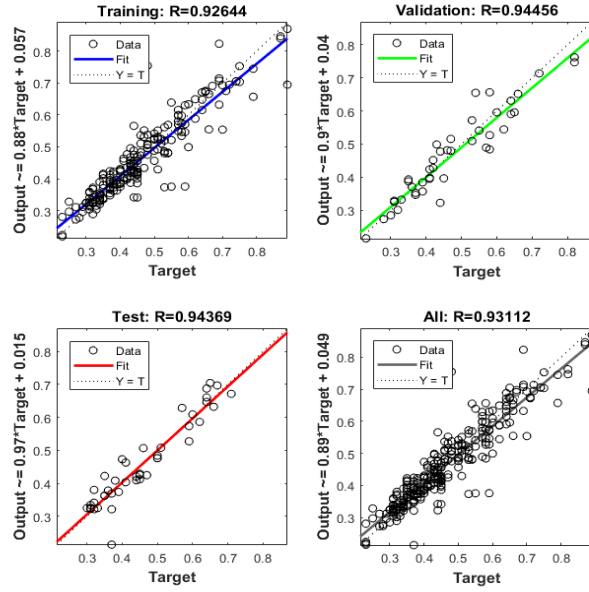 Training: R=0.92644
Output ~= 0.88*Target + 0.057
Data
Fit
Y = T
0.8
0.7
0.6
0.5
0.4
0.3
0.3 0.4 0.5 0.6 0.7 0.8
Target
Validation: R=0.94456
Output ~= 0.9*Target + 0.04
Data
Fit
Y = T
0.8
0.7
0.6
0.5
0.4
0.3
0.3 0.4 0.5 0.6 0.7 0.8
Target
Test: R=0.94369
Output ~= 0.97*Target + 0.015
Data
Fit
Y = T
0.8
0.7
0.6
0.5
0.4
0.3
0.3 0.4 0.5 0.6 0.7 0.8
Target
All: R=0.93112
Output ~= 0.89*Target + 0.049
Data
Fit
Y = T
0.8
0.7
0.6
0.5
0.4
0.3
0.3 0.4 0.5 0.6 0.7 0.8
Target